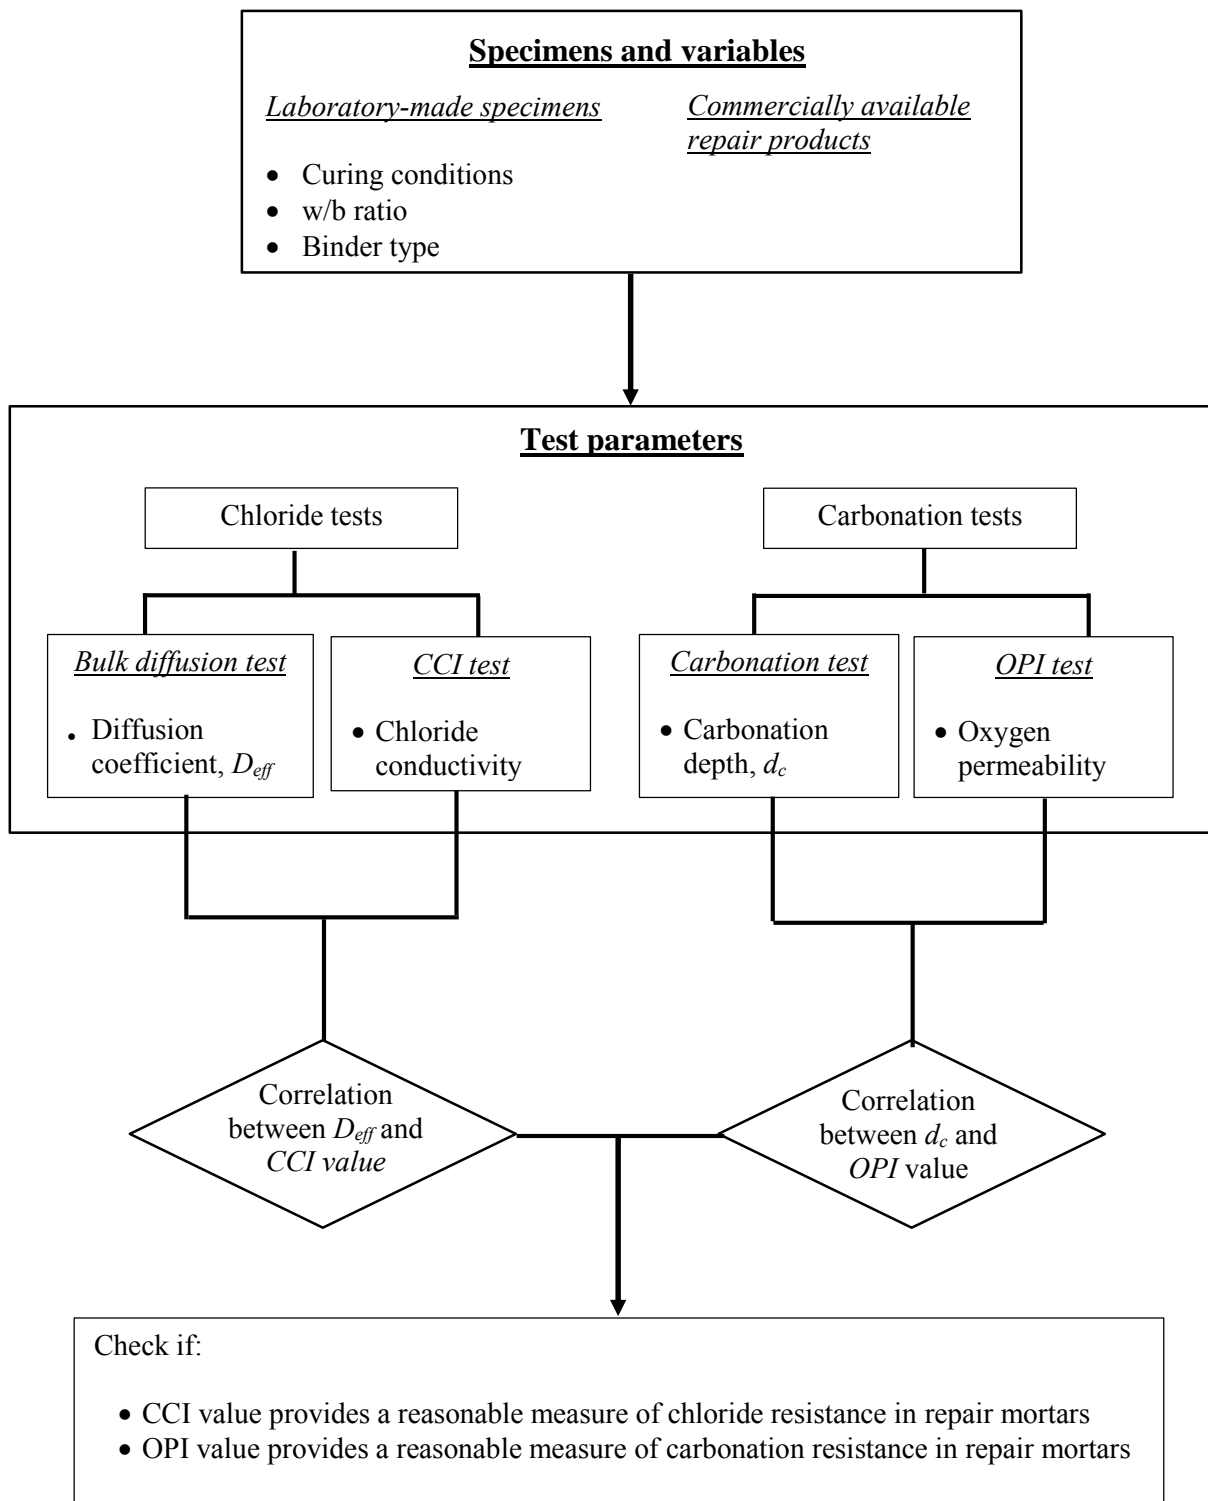 Specimens and variables
Laboratory-made specimens
• Curing conditions
• w/b ratio
• Binder type
Commercially available
repair products
Test parameters
Chloride tests
Carbonation tests
Bulk diffusion test
• Diffusion
coefficient, Deff
CCI test
• Chloride
conductivity
Carbonation test
• Carbonation
depth, dc
OPI test
• Oxygen
permeability
Correlation
between Deff and
CCI value
Correlation
between dc and
OPI value
Check if:
• CCI value provides a reasonable measure of chloride resistance in repair mortars
• OPI value provides a reasonable measure of carbonation resistance in repair mortars